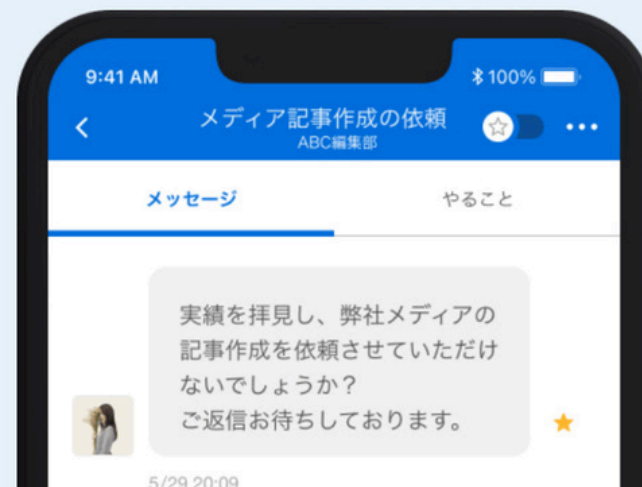 9:41 AM
100%
メディア記事作成の依頼
ABC編集部
メッセージ
やること
実績を拝見し、弊社メディアの
記事作成を依頼させていただけ
ないでしょうか？
ご返信お待ちしております。
5/29 20:09